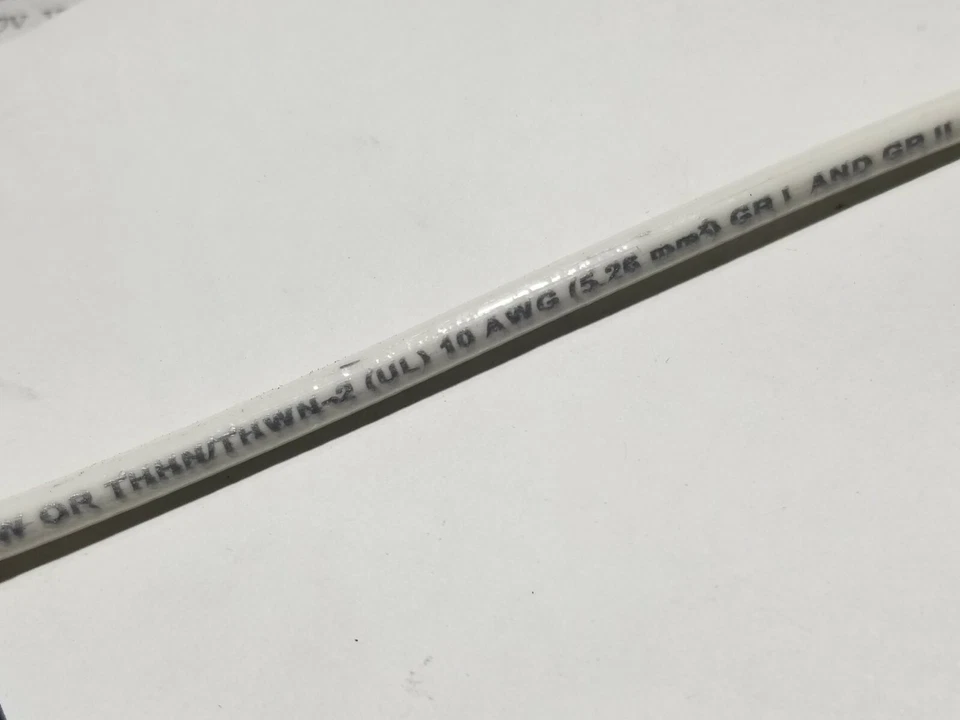 W OR THHN/THWN-2 (UL) 10 AWG (5.26 mm²) GR I AND GR II